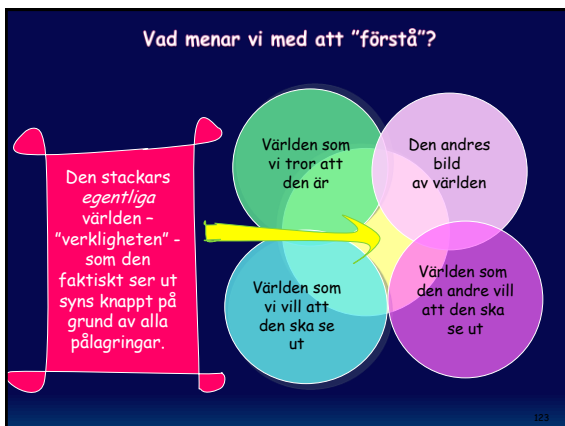 Vad menar vi med att ”förstå”?
Den stackars
egentliga
världen –
”verkligheten” -
som den
faktiskt ser ut
syns knappt på
grund av alla
pålagringar.
Världen som
vi tror att
den är
Den andres
bild
av världen
Världen som
vi vill att
den ska se
ut
Världen som
den andre vill
att den ska
se ut
123